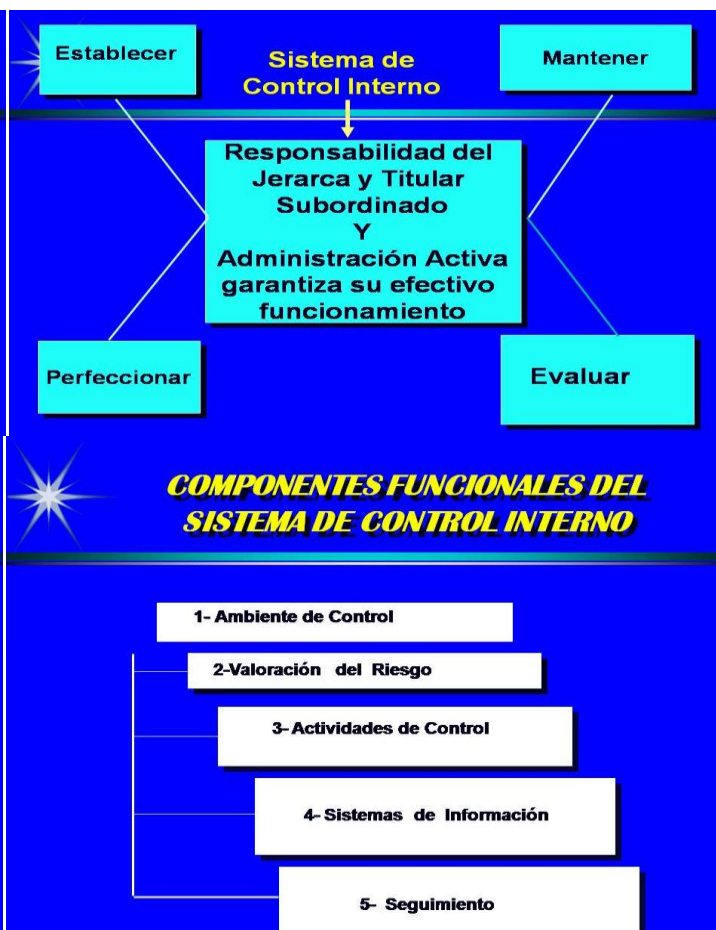 Establecer
Sistema de
Control Interno
Mantener
Responsabilidad del
Jerarca y Titular
Subordinado
Y
Administración Activa
garantiza su efectivo
funcionamiento
Perfeccionar
Evaluar
COMPONENTES FUNCIONALES DEL
SISTEMA DE CONTROL INTERNO
1- Ambiente de Control
2-Valoración del Riesgo
3- Actividades de Control
4- Sistemas de Información
5- Seguimiento